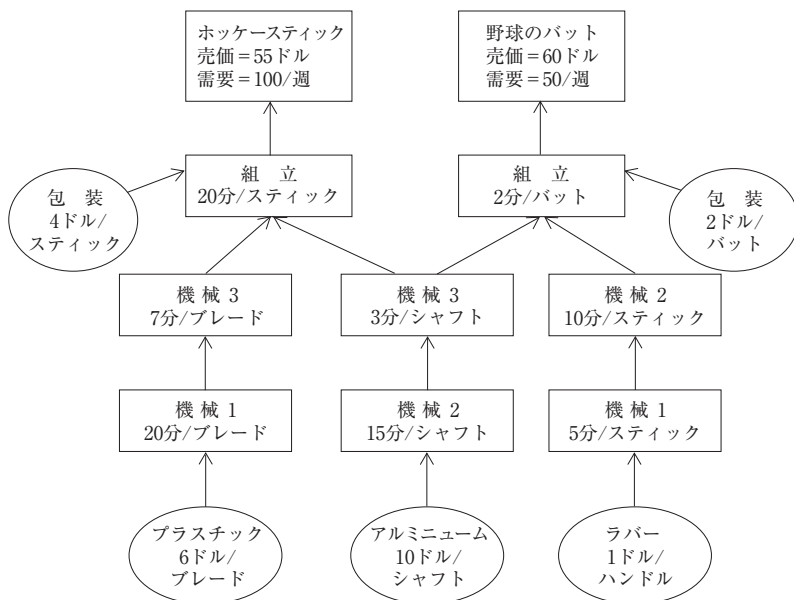 ホッケースティック
売価＝55ドル
需要＝100/週
野球のバット
売価＝60ドル
需要＝50/週
組　立
20分/スティック
組　立
2分/バット
包　装
4ドル/
スティック
包　装
2ドル/
バット
機 械 3
7分/ブレード
機 械 3
3分/シャフト
機 械 2
10分/スティック
機 械 1
20分/ブレード
機 械 2
15分/シャフト
機 械 1
5分/スティック
プラスチック
6ドル/
ブレード
アルミニューム
10ドル/
シャフト
ラバー
1ドル/
ハンドル